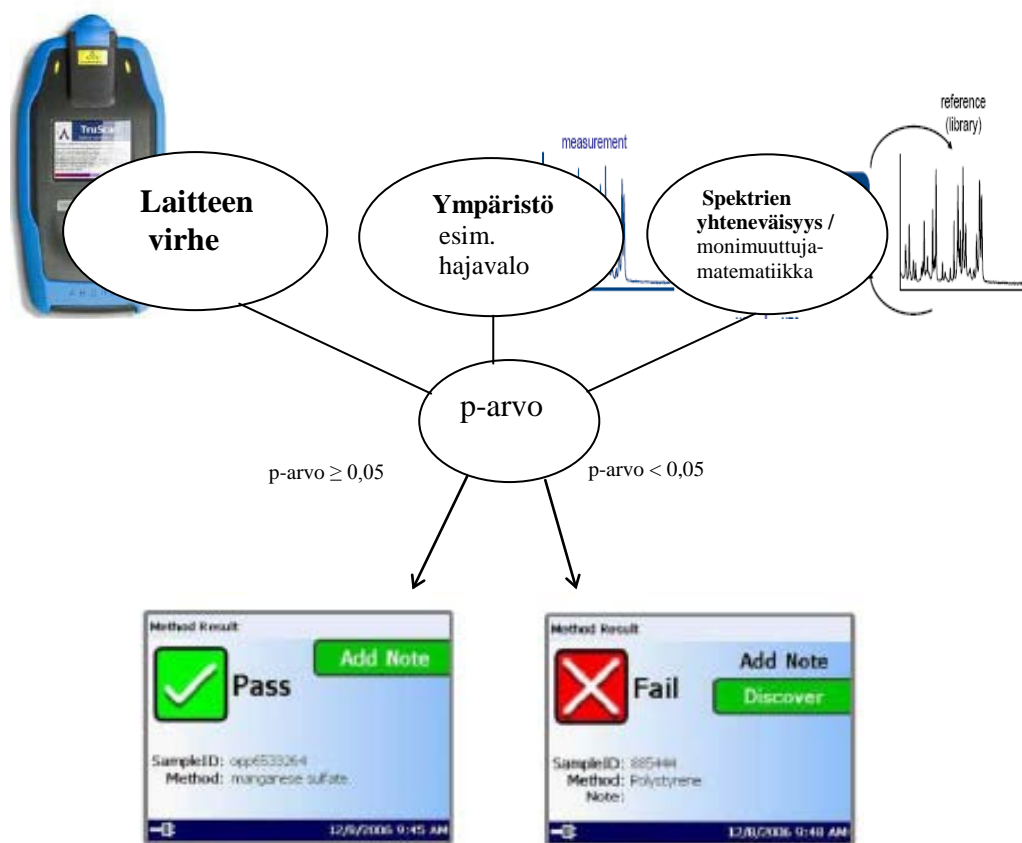 TruScan
reference
(library)
measurement
Laitteen
virhe
Ympäristö
esim.
hajavalo
Spektrien
yhteneväisyys /
monimuuttuja-
matematiikka
p-arvo
p-arvo ≥ 0,05
p-arvo < 0,05
Method Result
Add Note
Pass
SampleID: opp6533264
Method: manganese sulfate
12/8/2006 9:45 AM
Method Result
Add Note
Fail
Discover
SampleID: 885444
Method: Polystyrene
Note:
12/8/2006 9:48 AM